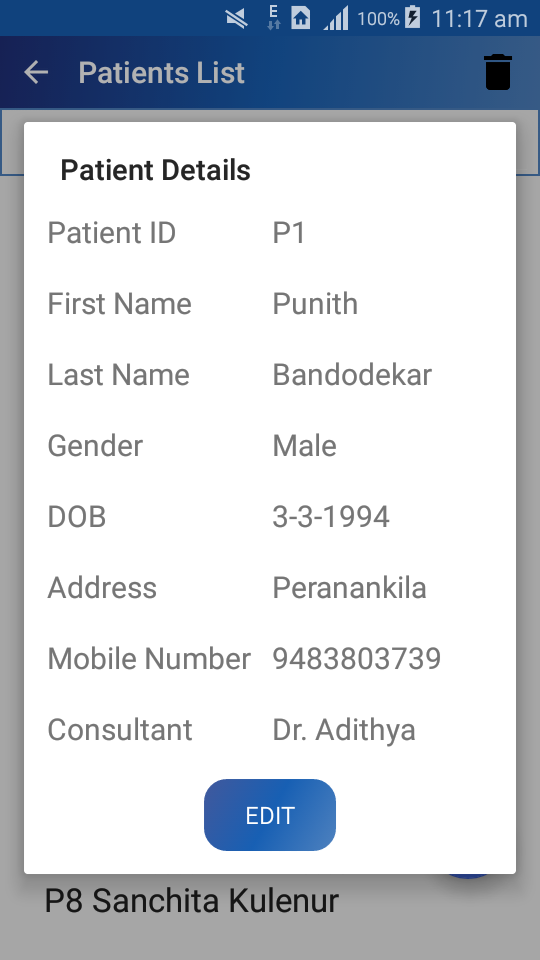 E 100% 11:17 am
Patients List
Patient Details
Patient ID P1
First Name Punith
Last Name Bandodekar
Gender Male
DOB 3-3-1994
Address Peranankila
Mobile Number 9483803739
Consultant Dr. Adithya
EDIT
P8 Sanchita Kulenur